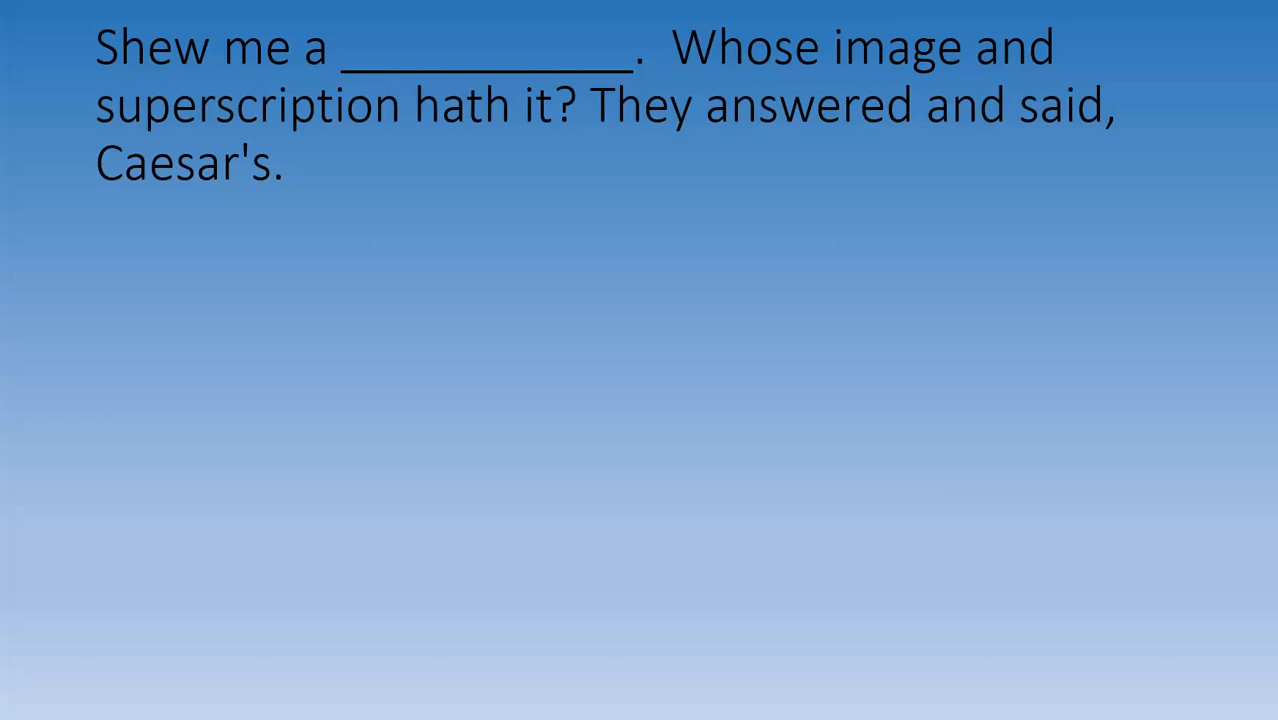 Shew me a ____________.  Whose image and
superscription hath it? They answered and said,
Caesar's.